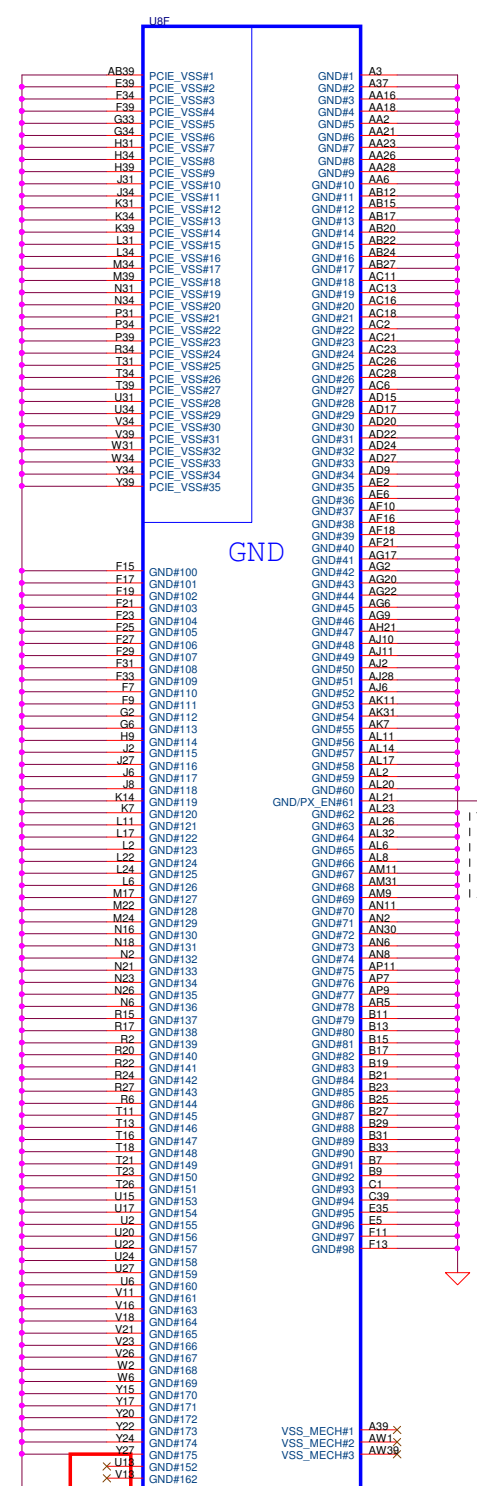 U8F
AB39 PCIE_VSS#1
E39 PCIE_VSS#2
F34 PCIE_VSS#3
F39 PCIE_VSS#4
G33 PCIE_VSS#5
G34 PCIE_VSS#6
H31 PCIE_VSS#7
H34 PCIE_VSS#8
H39 PCIE_VSS#9
J31 PCIE_VSS#10
J34 PCIE_VSS#11
K31 PCIE_VSS#12
K34 PCIE_VSS#13
K39 PCIE_VSS#14
L31 PCIE_VSS#15
L34 PCIE_VSS#16
M34 PCIE_VSS#17
M39 PCIE_VSS#18
N31 PCIE_VSS#19
N34 PCIE_VSS#20
P31 PCIE_VSS#21
P34 PCIE_VSS#22
P39 PCIE_VSS#23
R34 PCIE_VSS#24
T31 PCIE_VSS#25
T34 PCIE_VSS#26
T39 PCIE_VSS#27
U31 PCIE_VSS#28
U34 PCIE_VSS#29
V34 PCIE_VSS#30
V39 PCIE_VSS#31
W31 PCIE_VSS#32
W34 PCIE_VSS#33
Y34 PCIE_VSS#34
Y39 PCIE_VSS#35
GND
F15 GND#100
F17 GND#101
F19 GND#102
F21 GND#103
F23 GND#104
F25 GND#105
F27 GND#106
F29 GND#107
F31 GND#108
F33 GND#109
F7 GND#110
F9 GND#111
G2 GND#112
G6 GND#113
H9 GND#114
J2 GND#115
J27 GND#116
J6 GND#117
J8 GND#118
K14 GND#119
K7 GND#120
L11 GND#121
L17 GND#122
L2 GND#123
L22 GND#124
L24 GND#125
L6 GND#126
M17 GND#127
M22 GND#128
M24 GND#129
N16 GND#130
N18 GND#131
N2 GND#132
N21 GND#133
N23 GND#134
N26 GND#135
N6 GND#136
R15 GND#137
R17 GND#138
R2 GND#139
R20 GND#140
R22 GND#141
R24 GND#142
R27 GND#143
R6 GND#144
T11 GND#145
T13 GND#146
T16 GND#147
T18 GND#148
T21 GND#149
T23 GND#150
T26 GND#151
U15 GND#153
U17 GND#154
U2 GND#155
U20 GND#156
U22 GND#157
U24 GND#158
U27 GND#159
U6 GND#160
V11 GND#161
V16 GND#163
V18 GND#164
V21 GND#165
V23 GND#166
V26 GND#167
W2 GND#168
W6 GND#169
Y15 GND#170
Y17 GND#171
Y20 GND#172
Y22 GND#173
Y24 GND#174
Y27 GND#175
U13 GND#152
V13 GND#162
GND#1 A3
GND#2 A37
GND#3 AA16
GND#4 AA18
GND#5 AA2
GND#6 AA21
GND#7 AA23
GND#8 AA26
GND#9 AA28
GND#10 AA6
GND#11 AB12
GND#12 AB15
GND#13 AB17
GND#14 AB20
GND#15 AB22
GND#16 AB24
GND#17 AB27
GND#18 AC11
GND#19 AC13
GND#20 AC16
GND#21 AC18
GND#22 AC2
GND#23 AC21
GND#24 AC23
GND#25 AC26
GND#26 AC28
GND#27 AC6
GND#28 AD15
GND#29 AD17
GND#30 AD20
GND#31 AD22
GND#32 AD24
GND#33 AD27
GND#34 AD9
GND#35 AE2
GND#36 AE6
GND#37 AF10
GND#38 AF16
GND#39 AF18
GND#40 AF21
GND#41 AG17
GND#42 AG2
GND#43 AG20
GND#44 AG22
GND#45 AG6
GND#46 AG9
GND#47 AH21
GND#48 AJ10
GND#49 AJ11
GND#50 AJ2
GND#51 AJ28
GND#52 AJ6
GND#53 AK11
GND#54 AK31
GND#55 AK7
GND#56 AL11
GND#57 AL14
GND#58 AL17
GND#59 AL2
GND#60 AL20
GND/PX_EN#61 AL21
GND#62 AL23
GND#63 AL26
GND#64 AL32
GND#65 AL6
GND#66 AL8
GND#67 AM11
GND#68 AM31
GND#69 AM9
GND#70 AN11
GND#71 AN2
GND#72 AN30
GND#73 AN6
GND#74 AN8
GND#75 AP11
GND#76 AP7
GND#77 AP9
GND#78 AR5
GND#79 B11
GND#80 B13
GND#81 B15
GND#82 B17
GND#83 B19
GND#84 B21
GND#85 B23
GND#86 B25
GND#87 B27
GND#88 B29
GND#89 B31
GND#90 B33
GND#91 B7
GND#92 B9
GND#93 C1
GND#94 C39
GND#95 E35
GND#96 E5
GND#97 F11
GND#98 F13
VSS_MECH#1 A39
VSS_MECH#2 AW1
VSS_MECH#3 AW39